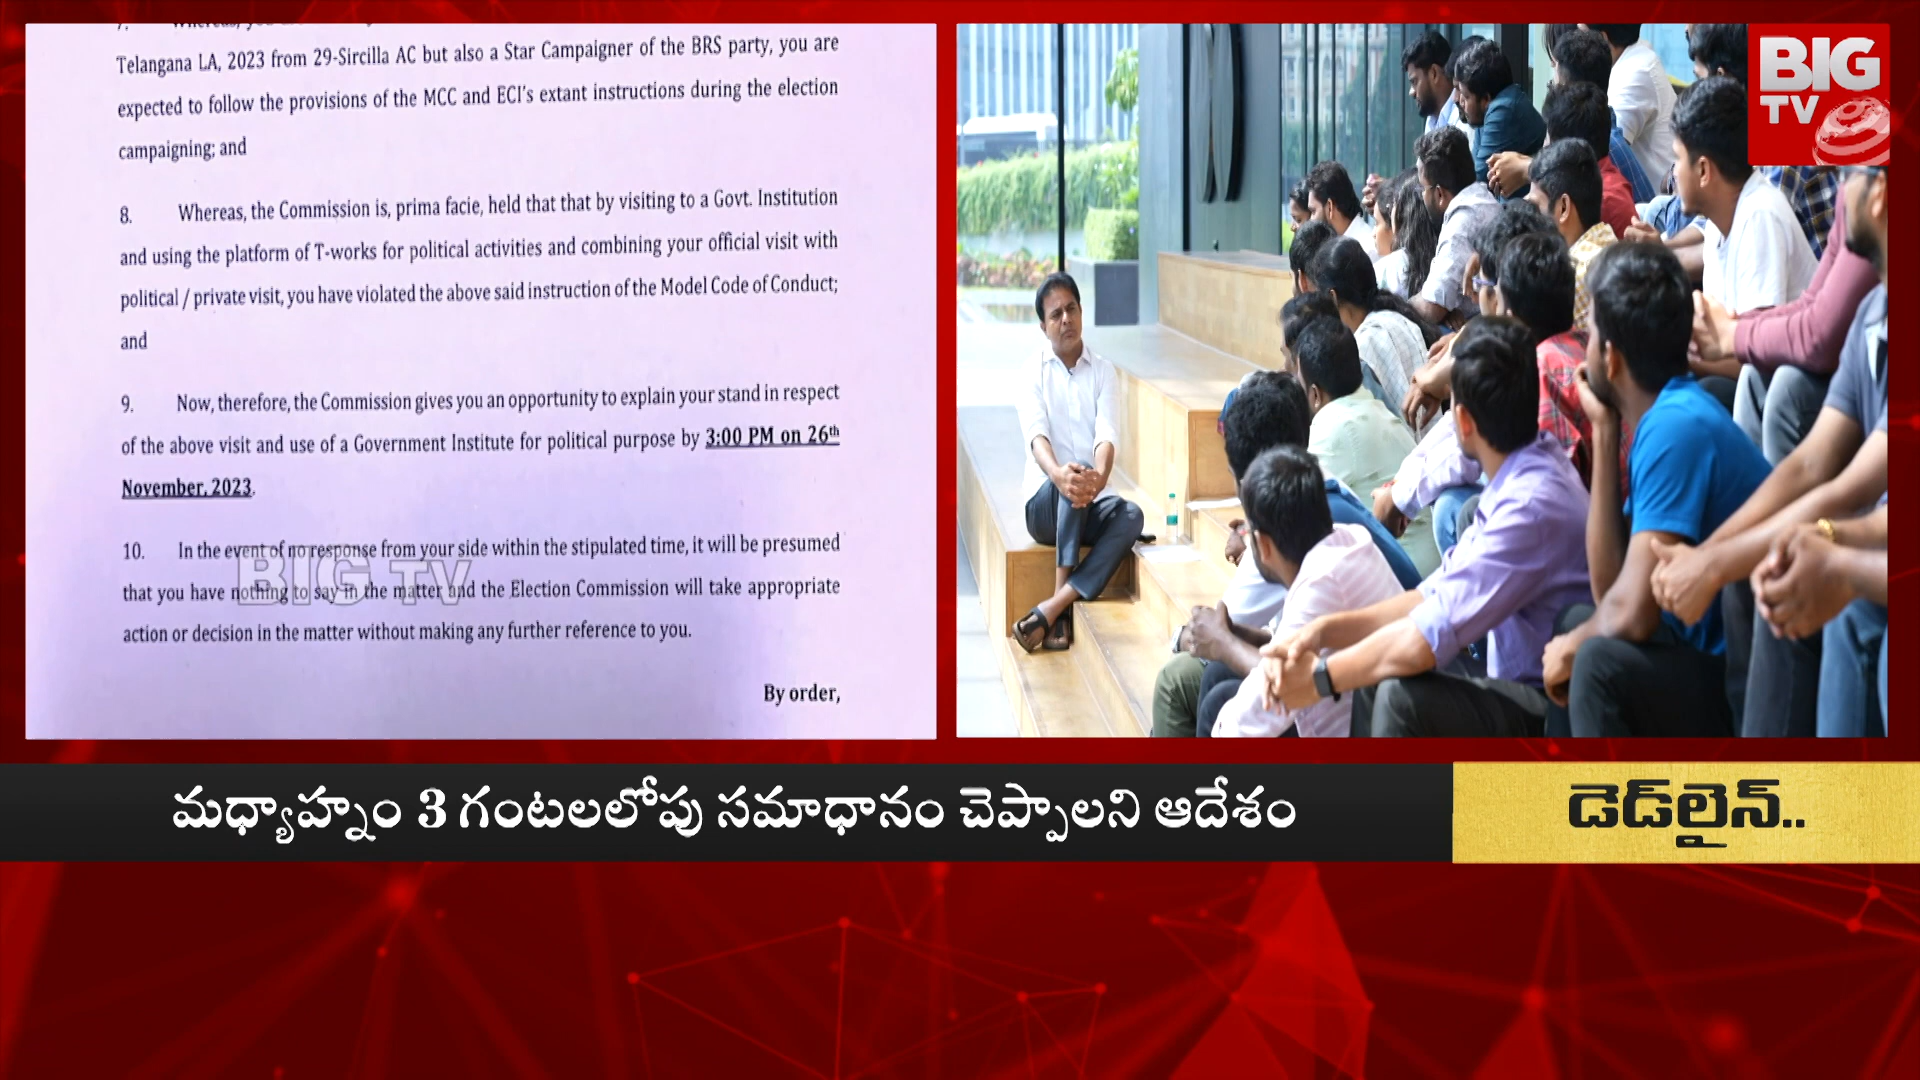 Telangana LA, 2023 from 29-Sircilla AC but also a Star Campaigner of the BRS party, you are
expected to follow the provisions of the MCC and ECI's extant instructions during the election
campaigning; and
8. Whereas, the Commission is, prima facie, held that that by visiting to a Govt. Institution
and using the platform of T-works for political activities and combining your official visit with
political / private visit, you have violated the above said instruction of the Model Code of Conduct;
and
9. Now, therefore, the Commission gives you an opportunity to explain your stand in respect
of the above visit and use of a Government Institute for political purpose by 3:00 PM on 26th
November, 2023.
10. In the event of no response from your side within the stipulated time, it will be presumed
that you have nothing to say in the matter and the Election Commission will take appropriate
action or decision in the matter without making any further reference to you.
By order,
BIG TV
BIG
TV
మధ్యాహ్నం 3 గంటలలోపు సమాధానం చెప్పాలని ఆదేశం
డెడ్‌లైన్..